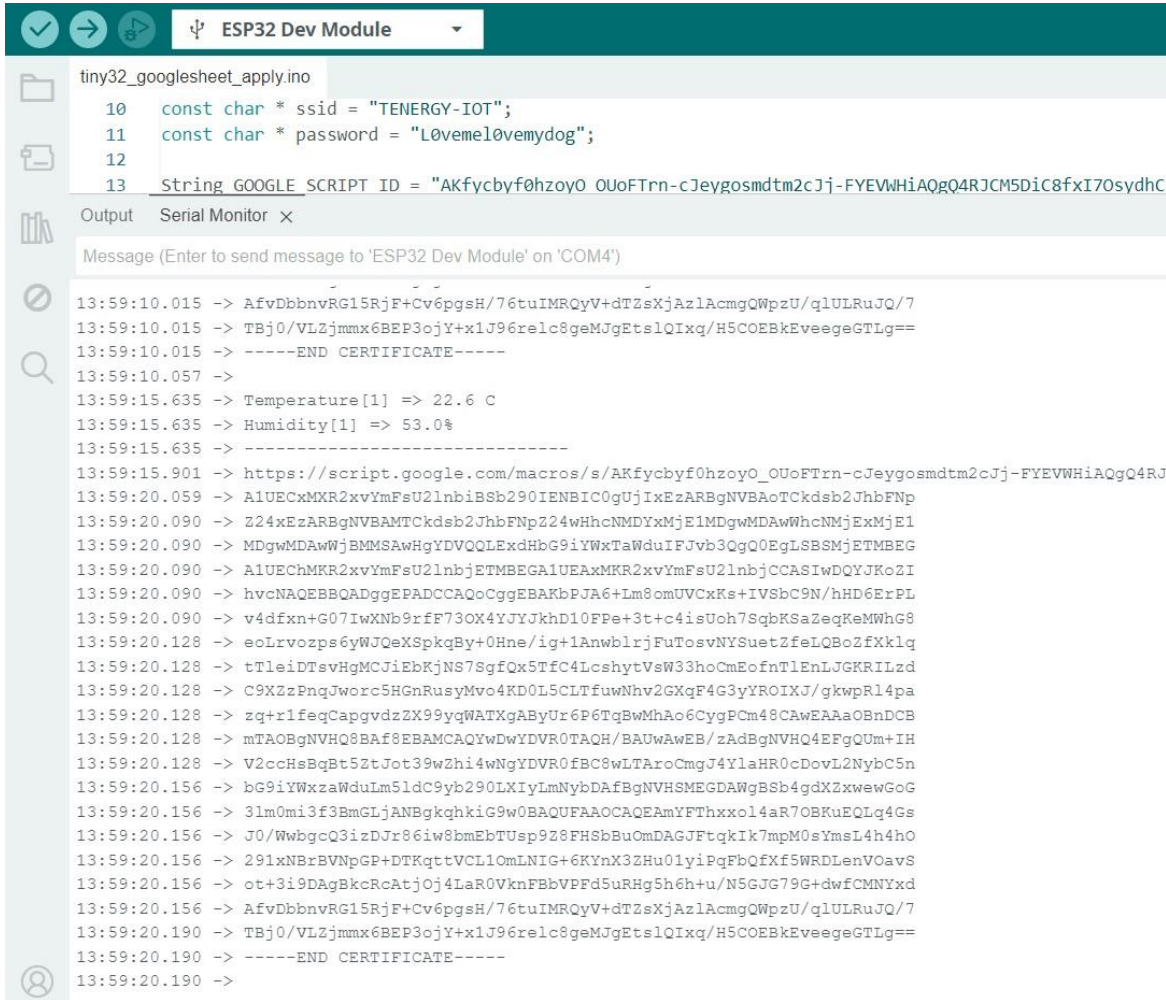 ESP32 Dev Module
tiny32_googlesheet_apply.ino
10 const char * ssid = "TENERGY-IOT";
11 const char * password = "L0vemel0vemydog";
12
13 String GOOGLE_SCRIPT_ID = "AKfycbyf0hzoyO_OUoFTrn-cJeygosmdtm2cJj-FYEVWHiAQgQ4RJCM5DiC8fxI7OsydhC
Output Serial Monitor ×
Message (Enter to send message to 'ESP32 Dev Module' on 'COM4')
13:59:10.015 -> AfvDbbnvRG15RjF+Cv6pgsH/76tuIMRQyV+dTZsXjAzlAcmgQWpzU/qlULRuJQ/7
13:59:10.015 -> TBj0/VLZjmmx6BEP3ojY+x1J96relc8geMJgEtslQIxq/H5COEBkEveegeGTLg==
13:59:10.015 -> -----END CERTIFICATE-----
13:59:10.057 ->
13:59:15.635 -> Temperature[1] => 22.6 C
13:59:15.635 -> Humidity[1] => 53.0%
13:59:15.635 -> ------------------------------
13:59:15.901 -> https://script.google.com/macros/s/AKfycbyf0hzoyO_OUoFTrn-cJeygosmdtm2cJj-FYEVWHiAQgQ4RJ
13:59:20.059 -> A1UECxMXR2xvYmFsU2lnbiBSb290IENBIC0gUjIxEzARBgNVBAoTCkdsb2JhbFNp
13:59:20.090 -> Z24xEzARBgNVBAMTCkdsb2JhbFNpZ24wHhcNMDYxMjE1MDgwMDAwWhcNMjExMjE1
13:59:20.090 -> MDgwMDAwWjBMMSAwHgYDVQQLExdHbG9iYWxTaWduIFJvb3QgQ0EgLSBSMjETMBEG
13:59:20.090 -> A1UEChMKR2xvYmFsU2lnbjETMBEGA1UEAxMKR2xvYmFsU2lnbjCCASIwDQYJKoZI
13:59:20.090 -> hvcNAQEBBQADggEPADCCAQoCggEBAKbPJA6+Lm8omUVCxKs+IVSbC9N/hHD6ErPL
13:59:20.090 -> v4dfxn+G07IwXNb9rfF73OX4YJYJkhD10FPe+3t+c4isUoh7SqbKSaZeqKeMWhG8
13:59:20.128 -> eoLrvozps6yWJQeXSpkqBy+0Hne/ig+1AnwblrjFuTosvNYSuetZfeLQBoZfXklq
13:59:20.128 -> tTleiDTsvHgMCJiEbKjNS7SgfQx5TfC4LcshytVsW33hoCmEofnTlEnLJGKRILzd
13:59:20.128 -> C9XZzPnqJworc5HGnRusyMvo4KD0L5CLTfuwNhv2GXqF4G3yYROIXJ/gkwpRl4pa
13:59:20.128 -> zq+r1feqCapgvdzZX99yqWATXgAByUr6P6TqBwMhAo6CygPCm48CAwEAAaOBnDCB
13:59:20.128 -> mTAOBgNVHQ8BAf8EBAMCAQYwDwYDVR0TAQH/BAUwAwEB/zAdBgNVHQ4EFgQUm+IH
13:59:20.128 -> V2ccHsBqBt5ZtJot39wZhi4wNgYDVR0fBC8wLTAroCmgJ4YlaHR0cDovL2NybC5n
13:59:20.156 -> bG9iYWxzaWduLm5ldC9yb290LXIyLmNybDAfBgNVHSMEGDAWgBSb4gdXZxwewGoG
13:59:20.156 -> 3lm0mi3f3BmGLjANBgkqhkiG9w0BAQUFAAOCAQEAmYFThxxol4aR7OBKuEQLq4Gs
13:59:20.156 -> J0/WwbgcQ3izDJr86iw8bmEbTUsp9Z8FHSbBuOmDAGJFtqkIk7mpM0sYmsL4h4hO
13:59:20.156 -> 291xNBrBVNpGP+DTKqttVCL1OmLNIG+6KYnX3ZHu01yiPqFbQfXf5WRDLenVOavS
13:59:20.156 -> ot+3i9DAgBkcRcAtjOj4LaR0VknFBbVPFd5uRHg5h6h+u/N5GJG79G+dwfCMNYxd
13:59:20.156 -> AfvDbbnvRG15RjF+Cv6pgsH/76tuIMRQyV+dTZsXjAzlAcmgQWpzU/qlULRuJQ/7
13:59:20.190 -> TBj0/VLZjmmx6BEP3ojY+x1J96relc8geMJgEtslQIxq/H5COEBkEveegeGTLg==
13:59:20.190 -> -----END CERTIFICATE-----
13:59:20.190 ->